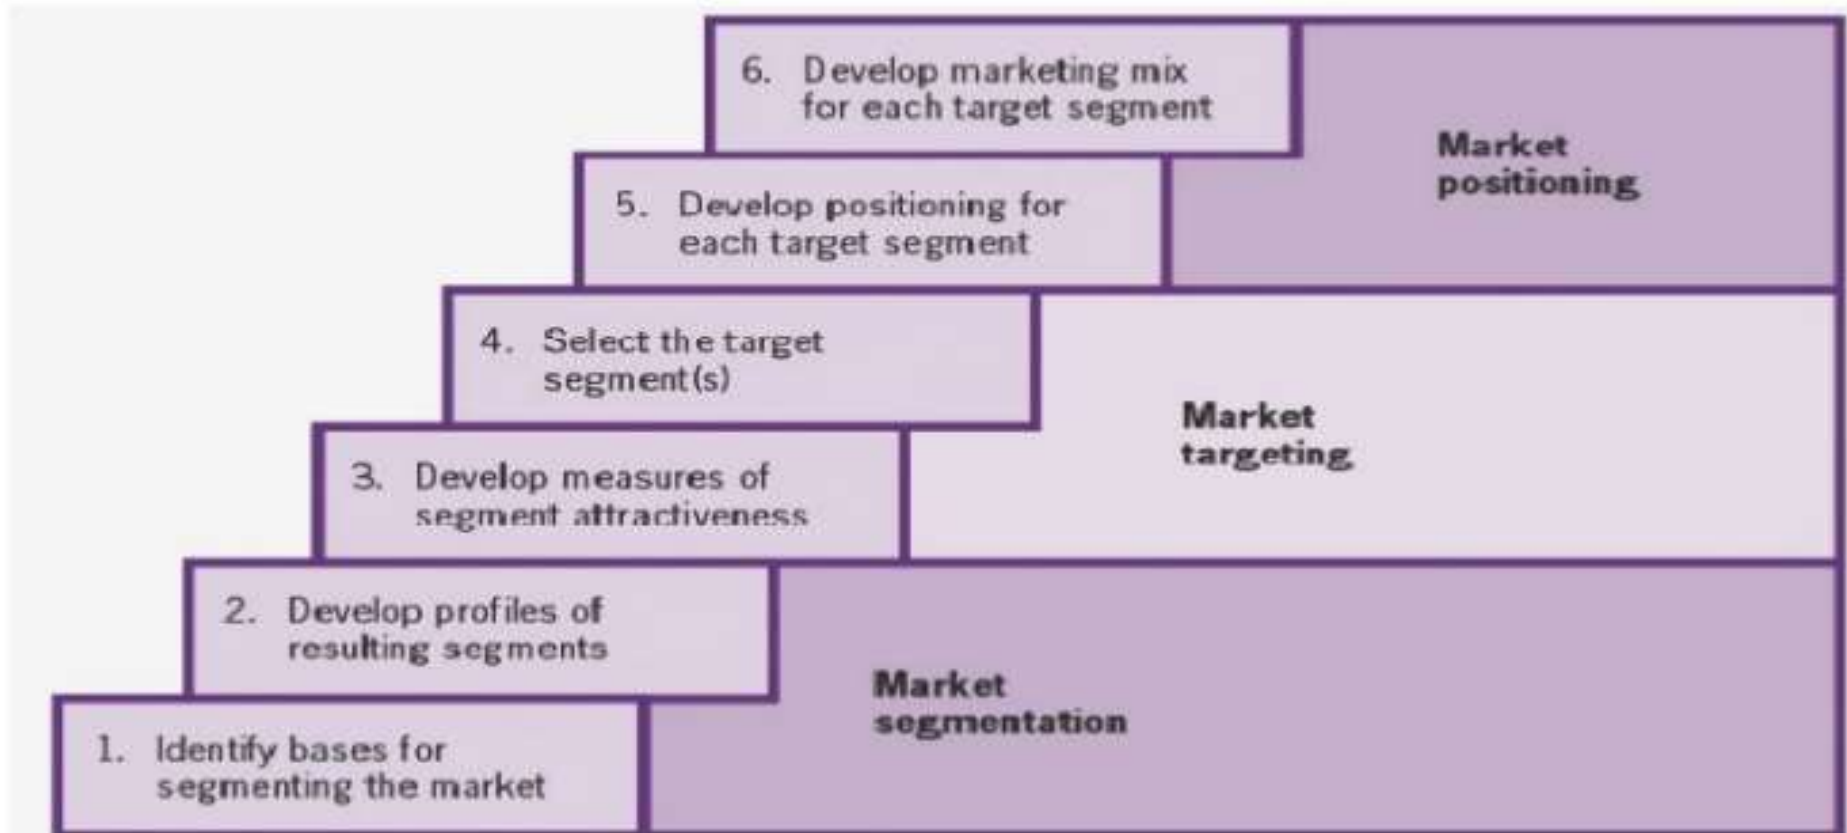 6. Develop marketing mix
for each target segment
Market
positioning
5. Develop positioning for
each target segment
4. Select the target
segment(s)
Market
targeting
3. Develop measures of
segment attractiveness
2. Develop profiles of
resulting segments
Market
segmentation
1. Identify bases for
segmenting the market